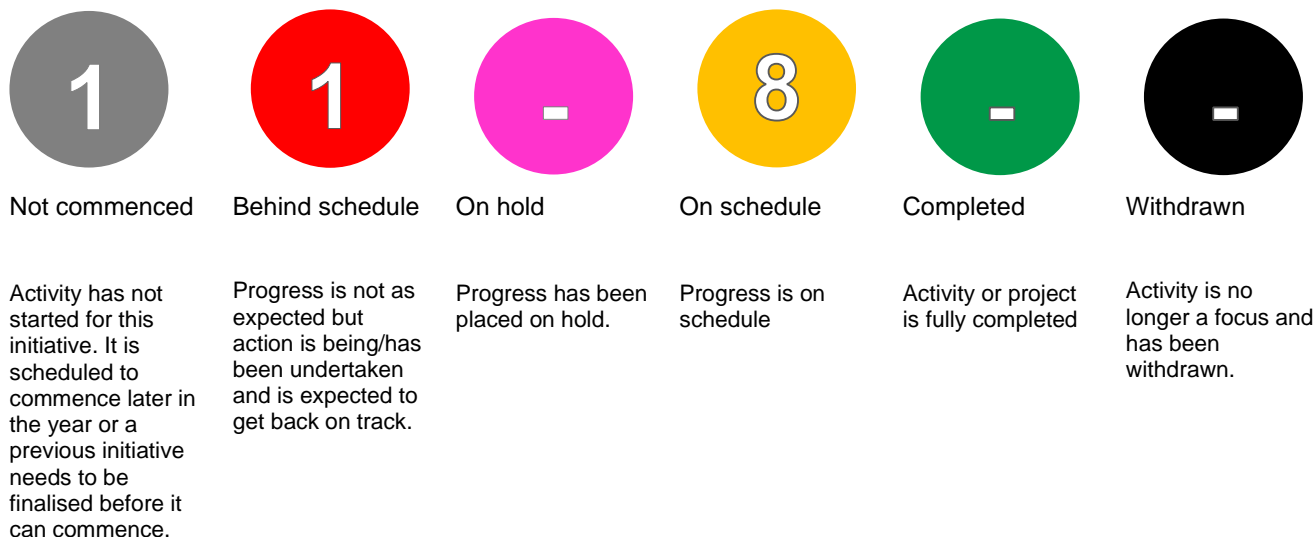 1
1
-
8
-
-
Not commenced
Behind schedule
On hold
On schedule
Completed
Withdrawn
Activity has not
started for this
initiative. It is
scheduled to
commence later in
the year or a
previous initiative
needs to be
finalised before it
can commence.
Progress is not as
expected but
action is being/has
been undertaken
and is expected to
get back on track.
Progress has been
placed on hold.
Progress is on
schedule
Activity or project
is fully completed
Activity is no
longer a focus and
has been
withdrawn.